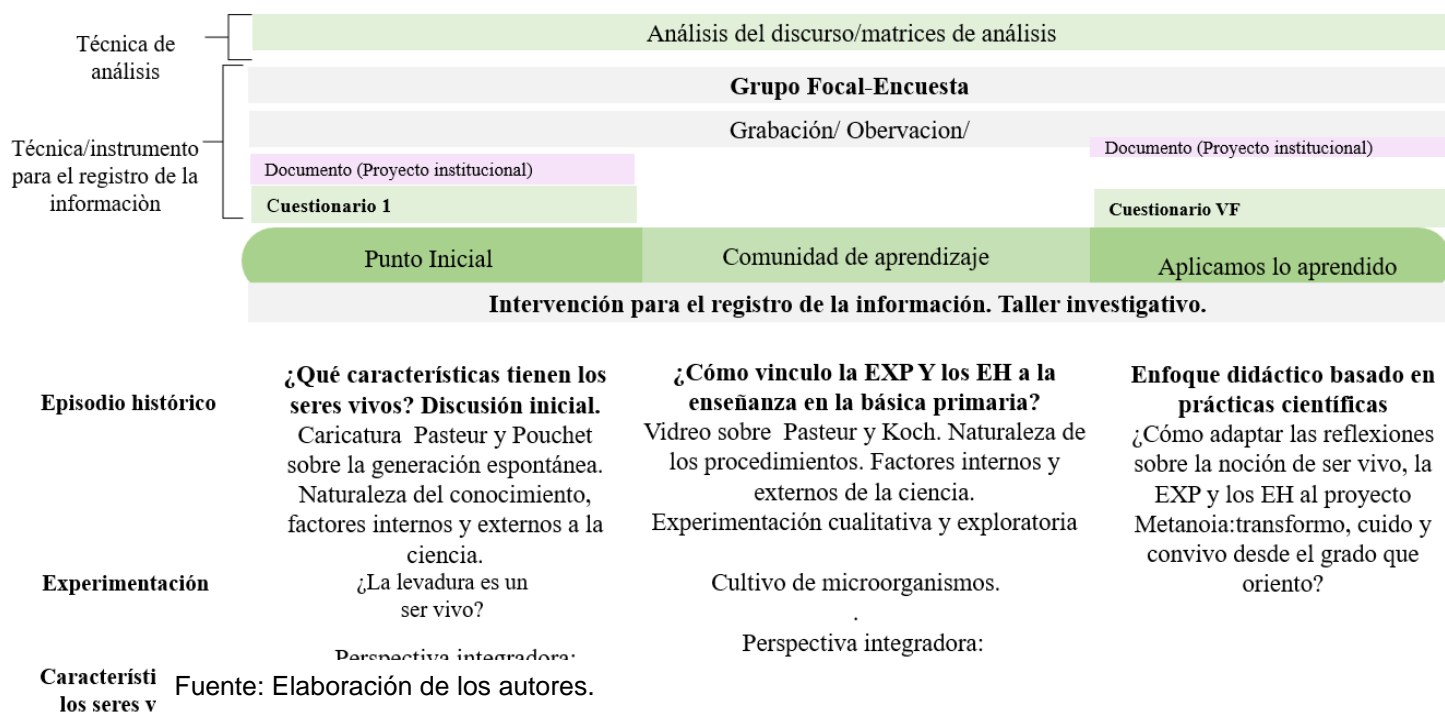 Técnica de
análisis
Análisis del discurso/matrices de análisis
Grupo Focal-Encuesta
Grabación/ Obervacion/
Técnica/instrumento
para el registro de la
informaciòn
Documento (Proyecto institucional)
Documento (Proyecto institucional)
Cuestionario 1
Cuestionario VF
Punto Inicial
Comunidad de aprendizaje
Aplicamos lo aprendido
Intervención para el registro de la información. Taller investigativo.
Episodio histórico
¿Qué características tienen los
seres vivos? Discusión inicial.
Caricatura Pasteur y Pouchet
sobre la generación espontánea.
Naturaleza del conocimiento,
factores internos y externos a la
ciencia.
¿Cómo vinculo la EXP Y los EH a la
enseñanza en la básica primaria?
Vidreo sobre Pasteur y Koch. Naturaleza de
los procedimientos. Factores internos y
externos de la ciencia.
Experimentación cualitativa y exploratoria
Enfoque didáctico basado en
prácticas científicas
¿Cómo adaptar las reflexiones
sobre la noción de ser vivo, la
EXP y los EH al proyecto
Metanoia:transformo, cuido y
convivo desde el grado que
oriento?
Experimentación
¿La levadura es un
ser vivo?
Cultivo de microorganismos.
.
Perspectiva integradora:
Perspectiva integradora:
Característi
los seres y
Fuente: Elaboración de los autores.